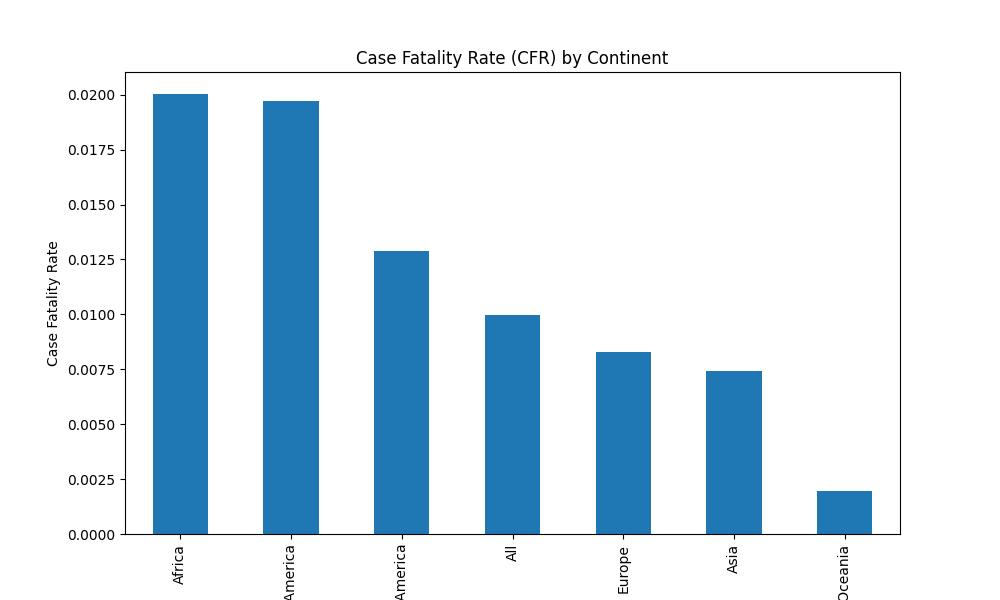 Case Fatality Rate (CFR) by Continent
Case Fatality Rate
0.0200
0.0175
0.0150
0.0125
0.0100
0.0075
0.0050
0.0025
0.0000
Africa
America
America
All
Europe
Asia
Oceania